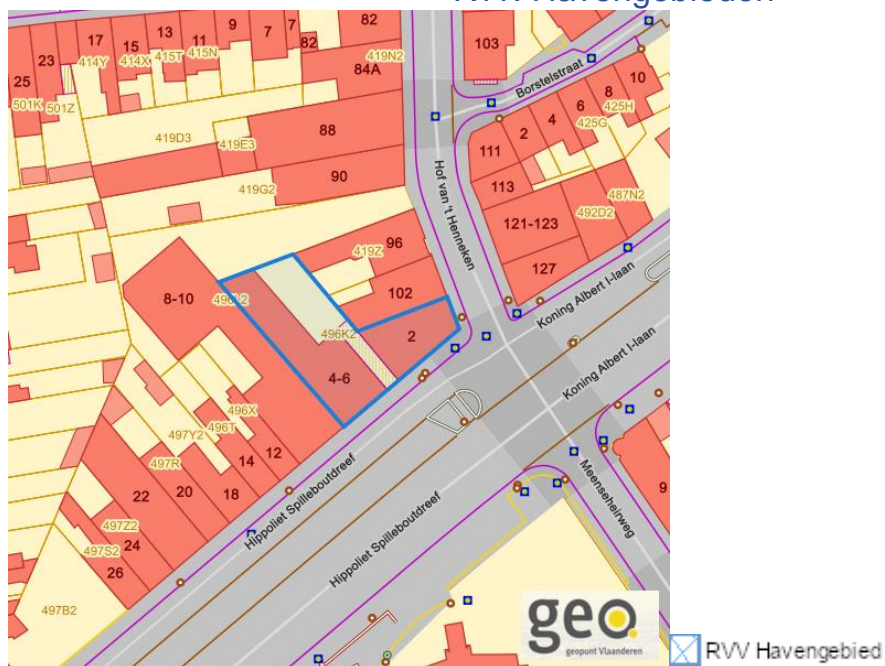 RVV Havengebieden
82
17
15
13
11
9
7
7
82
103
23
414Y
414X
415T
415N
419N2
84A
Borstelstraat
10
25
8
501K
501Z
6
425H
88
4
425G
419D3
419E3
2
111
90
113
419G2
Hof van 't Henneken
487N2
121-123
492D2
96
419Z
127
8-10
102
Koning Albert I-laan
496K2
2
Koning Albert I-laan
4-6
496X
496T
497Y2
12
14
497R
Meenseheirweg
22
20
18
9
497Z2
24
497S2
26
Hippoliet Spilleboutdreef
Hippoliet Spilleboutdreef
497B2
geo
geopunt Vlaanderen
RVV Havengebied